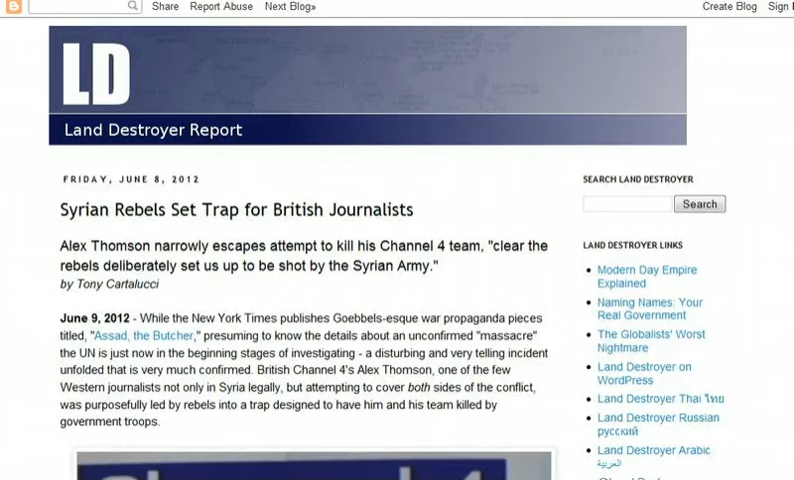 Share Report Abuse Next Blog» Create Blog Sign
LD
Land Destroyer Report
FRIDAY, JUNE 8, 2012
Syrian Rebels Set Trap for British Journalists
Alex Thomson narrowly escapes attempt to kill his Channel 4 team, "clear the
rebels deliberately set us up to be shot by the Syrian Army."
by Tony Cartalucci
June 9, 2012 - While the New York Times publishes Goebbels-esque war propaganda pieces
titled, "Assad, the Butcher," presuming to know the details about an unconfirmed "massacre"
the UN is just now in the beginning stages of investigating - a disturbing and very telling incident
unfolded that is very much confirmed. British Channel 4's Alex Thomson, one of the few
Western journalists not only in Syria legally, but attempting to cover both sides of the conflict,
was purposefully led by rebels into a trap designed to have him and his team killed by
government troops.
SEARCH LAND DESTROYER
Search
LAND DESTROYER LINKS
Modern Day Empire
Explained
Naming Names: Your
Real Government
The Globalists' Worst
Nightmare
Land Destroyer on
WordPress
Land Destroyer Thai ไทย
Land Destroyer Russian
русский
Land Destroyer Arabic
العربية